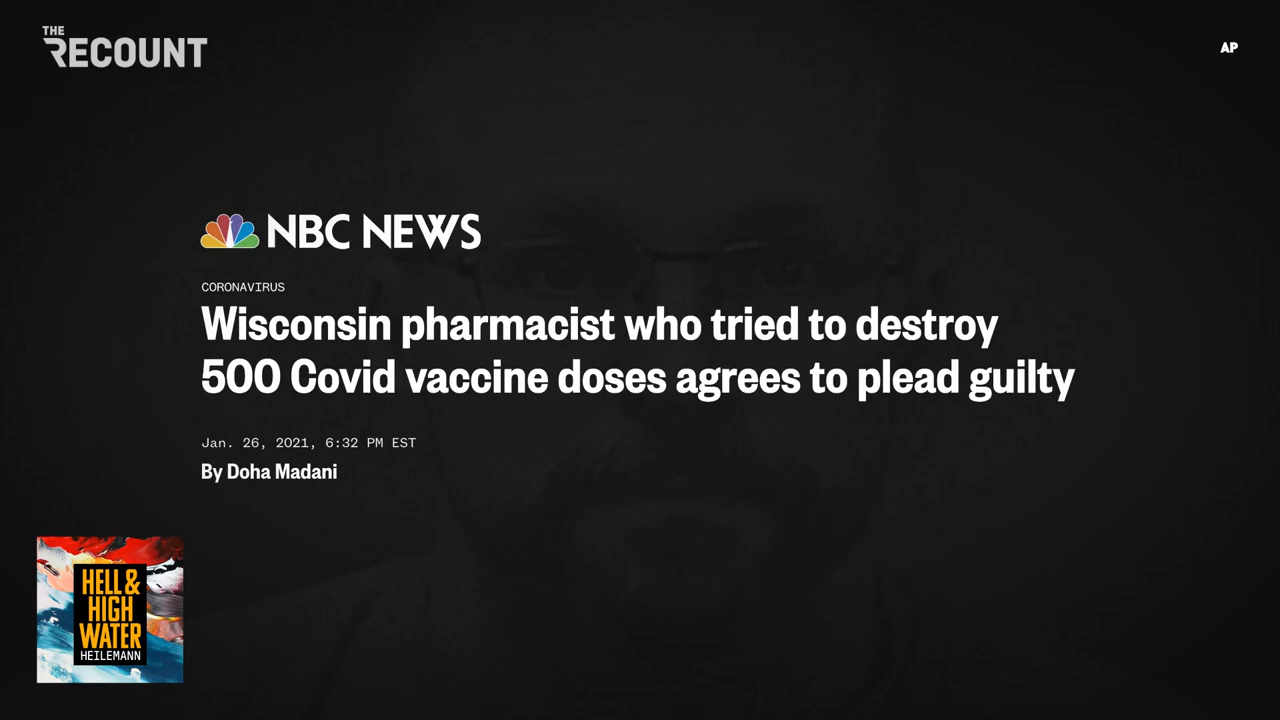 THE
RECOUNT
AP
NBC NEWS
CORONAVIRUS
Wisconsin pharmacist who tried to destroy
500 Covid vaccine doses agrees to plead guilty
Jan. 26, 2021, 6:32 PM EST
By Doha Madani
HELL &
HIGH
WATER
HEILEMANN